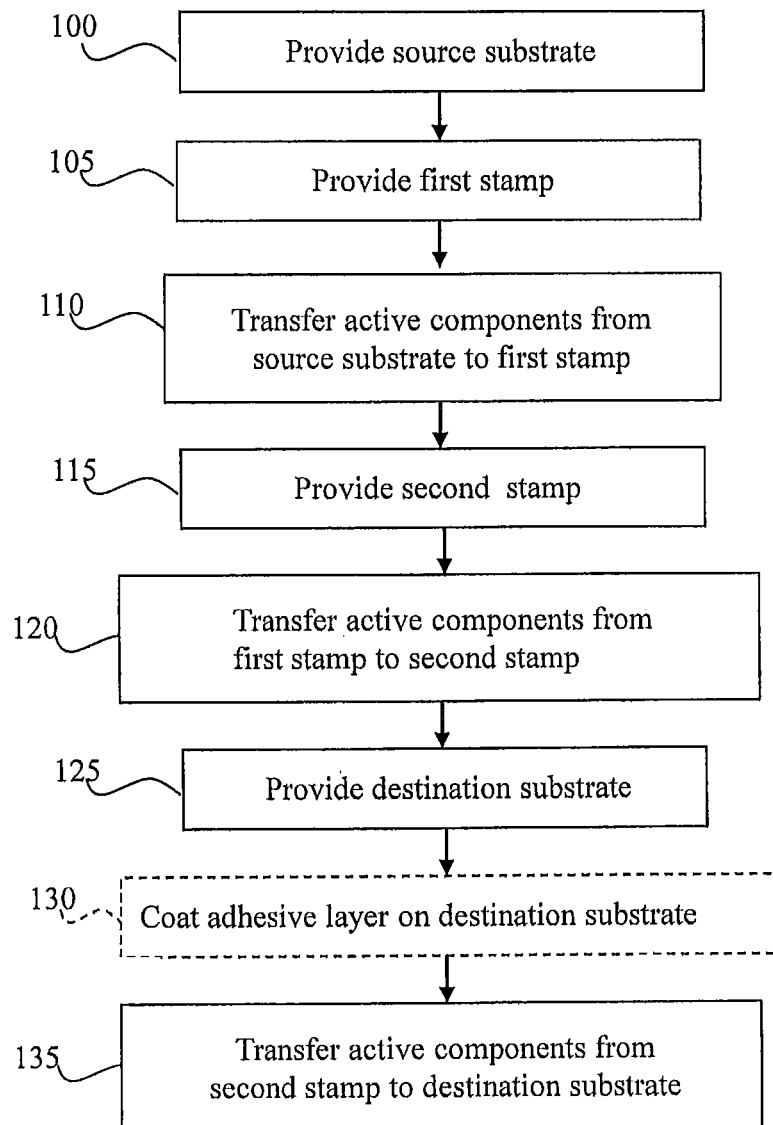 100
Provide source substrate
105
Provide first stamp
110
Transfer active components from
source substrate to first stamp
115
Provide second stamp
120
Transfer active components from
first stamp to second stamp
125
Provide destination substrate
130
Coat adhesive layer on destination substrate
135
Transfer active components from
second stamp to destination substrate